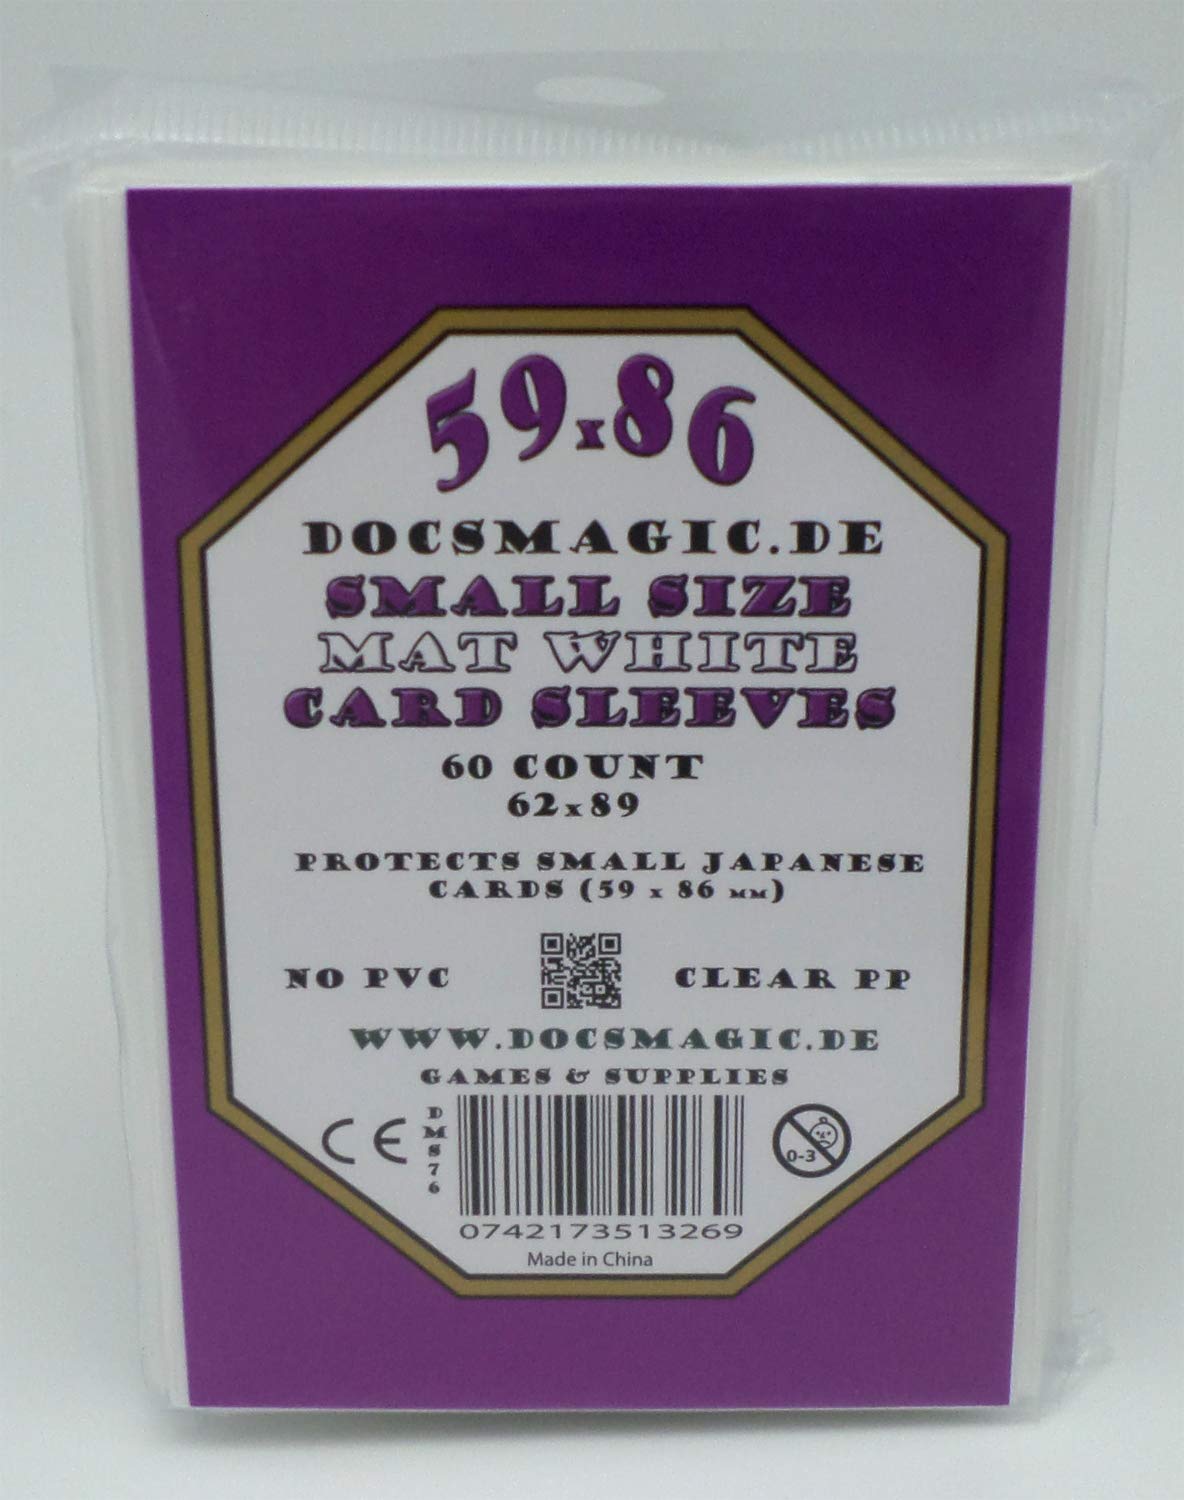 59x86
DOCSMAGIC.DE
SMALL SIZE
MAT WHITE
CARD SLEEVES
60 COUNT
62x89
PROTECTS SMALL JAPANESE
CARDS (59 x 86 MM)
NO PVC
CLEAR PP
WWW.DOCSMAGIC.DE
GAMES & SUPPLIES
CE
DMS76
0-3
0742173513269
Made in China